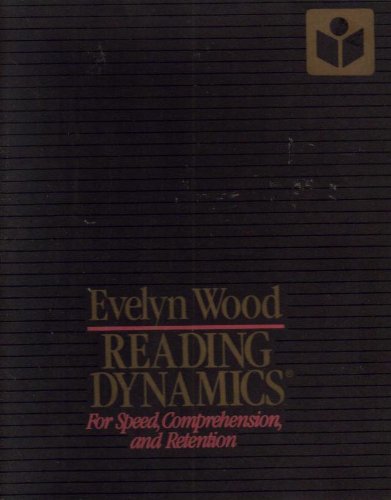 Evelyn Wood
READING
DYNAMICS®
For Speed, Comprehension,
and Retention